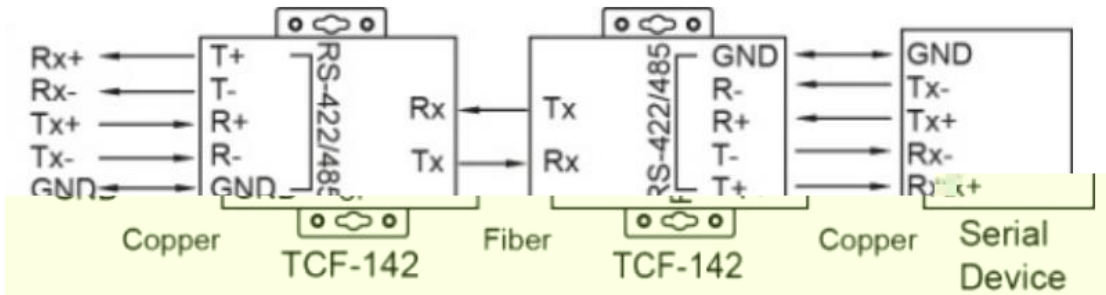 Rx+ T+ RS-422/485 RS-422/485 GND GND
Rx- T- Rx Tx R- Tx-
Tx+ R+ R+ Tx+
Tx- R- Tx Rx T- Rx-
GND GND T+
Copper Fiber Copper Serial
TCF-142 TCF-142 Device